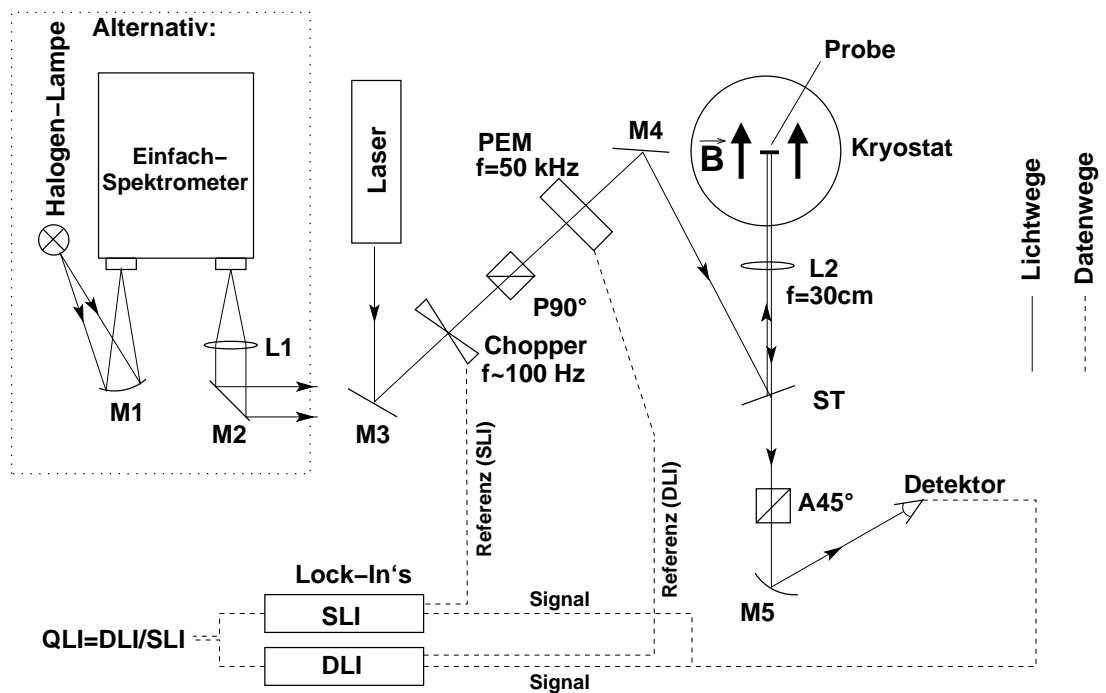 Alternativ:
Halogen–Lampe
Einfach–
Spektrometer
L1
M1
M2
Laser
M3
PEM
f=50 kHz
P90°
Chopper
f~100 Hz
M4
Probe
B
Kryostat
L2
f=30cm
ST
A45°
Detektor
M5
Lichtwege
Datenwege
Referenz (SLI)
Referenz (DLI)
Lock–In‘s
SLI
DLI
QLI=DLI/SLI
Signal
Signal